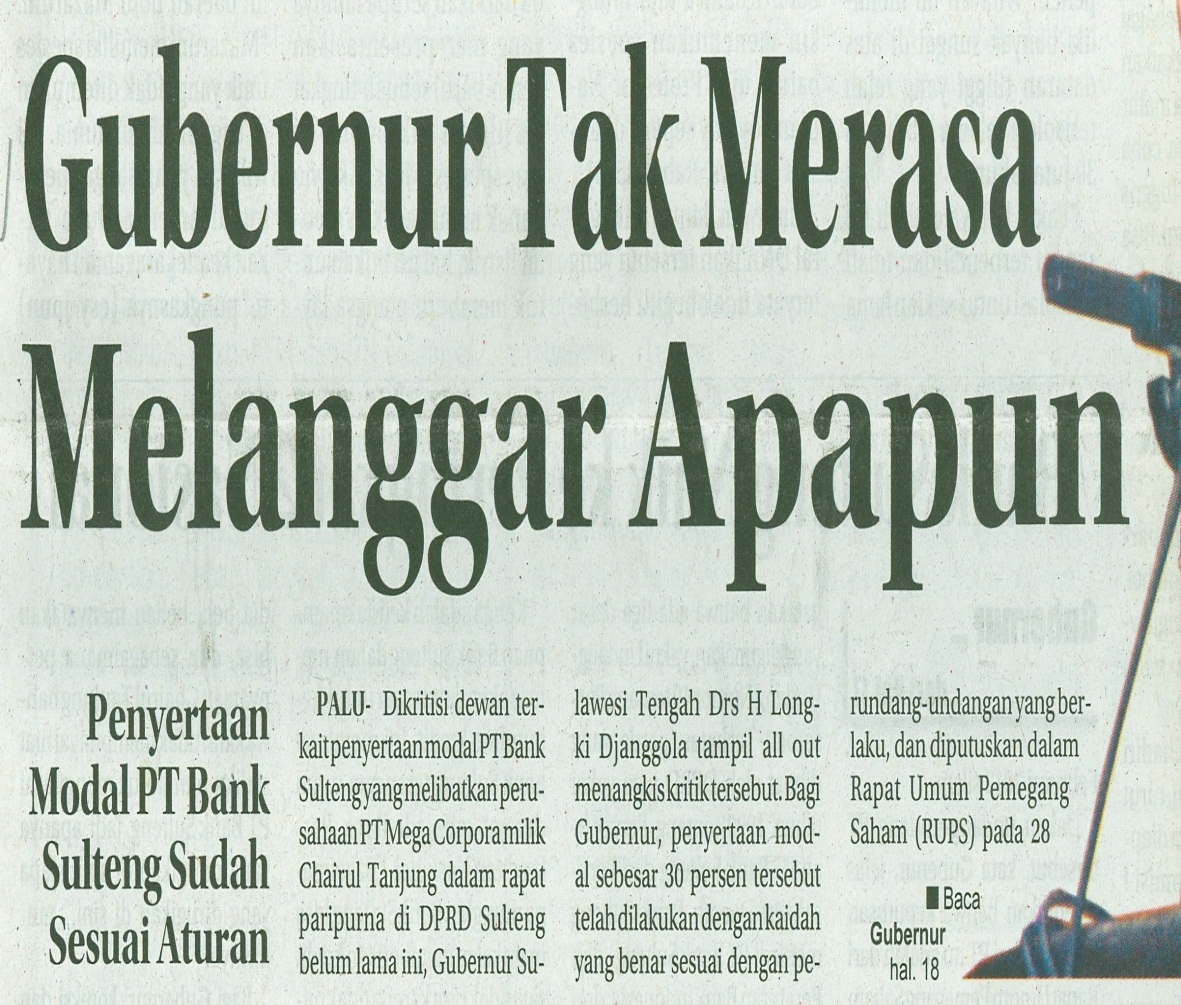 Gubernur Tak Merasa
Melanggar Apapun
Penyertaan
Modal PT Bank
Sulteng Sudah
Sesuai Aturan
PALU- Dikritisi dewan ter-
kait penyertaan modal PT Bank
Sulteng yang melibatkan peru-
sahaan PT Mega Corpora milik
Chairul Tanjung dalam rapat
paripurna di DPRD Sulteng
belum lama ini, Gubernur Su-
lawesi Tengah Drs H Long-
ki Djanggola tampil all out
menangkis kritik tersebut. Bagi
Gubernur, penyertaan mod-
al sebesar 30 persen tersebut
telah dilakukan dengan kaidah
yang benar sesuai dengan pe-
rundang-undangan yang ber-
laku, dan diputuskan dalam
Rapat Umum Pemegang
Saham (RUPS) pada 28
■ Baca
Gubernur
hal. 18